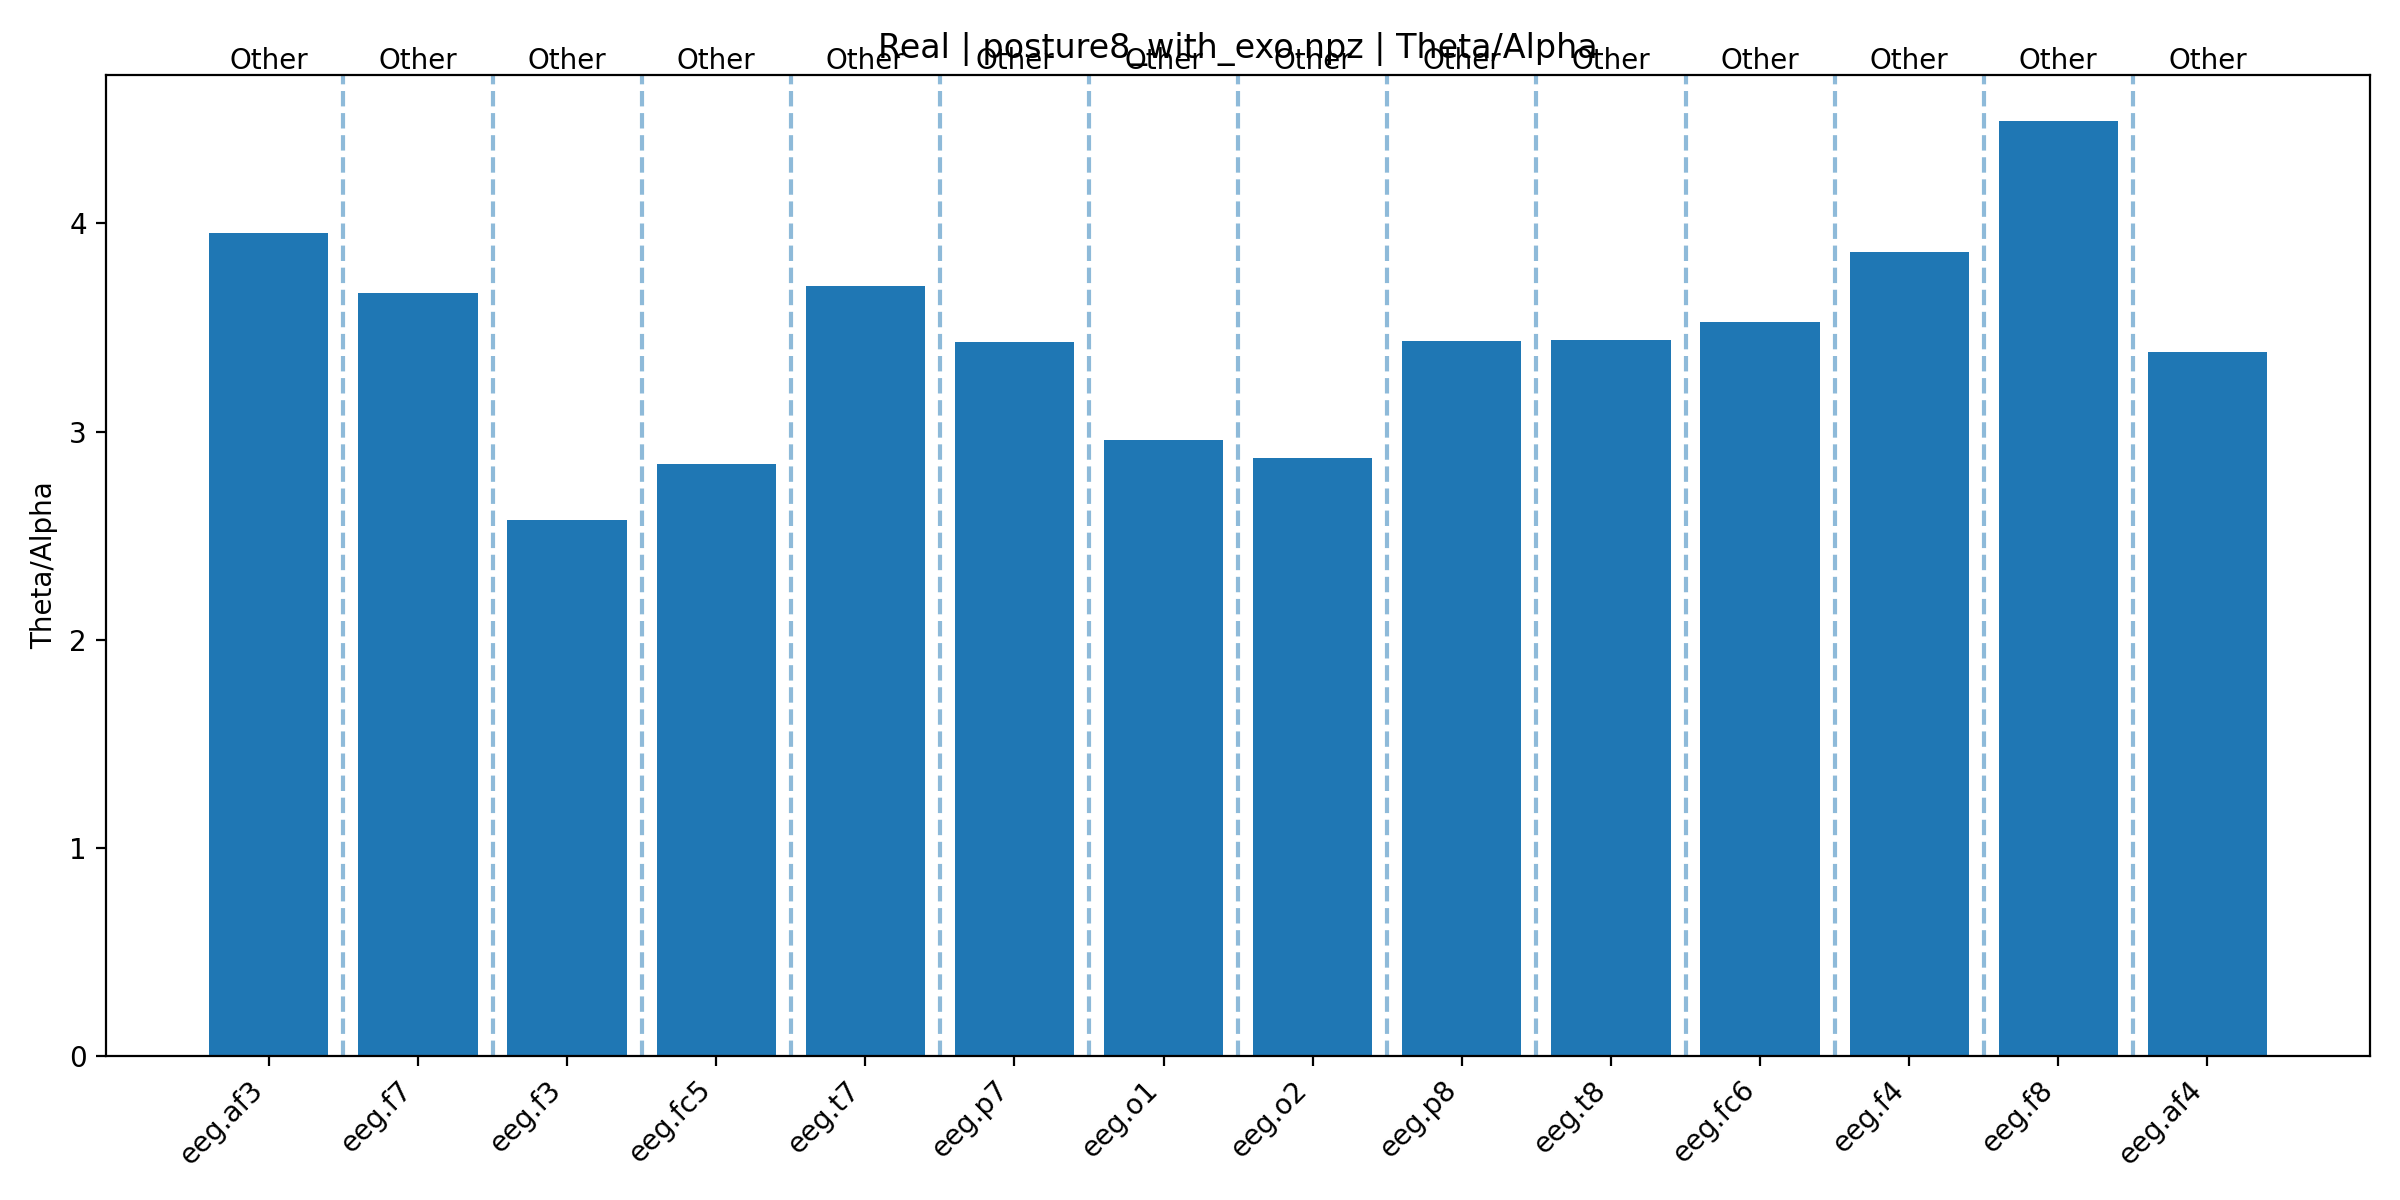 Real | posture8_with_exo.npz | Theta/Alpha
Other Other Other Other Other Other Other Other Other Other Other Other Other Other
Theta/Alpha
4
3
2
1
0
eeg.af3 eeg.f7 eeg.f3 eeg.fc5 eeg.t7 eeg.p7 eeg.o1 eeg.o2 eeg.p8 eeg.t8 eeg.fc6 eeg.f4 eeg.f8 eeg.af4